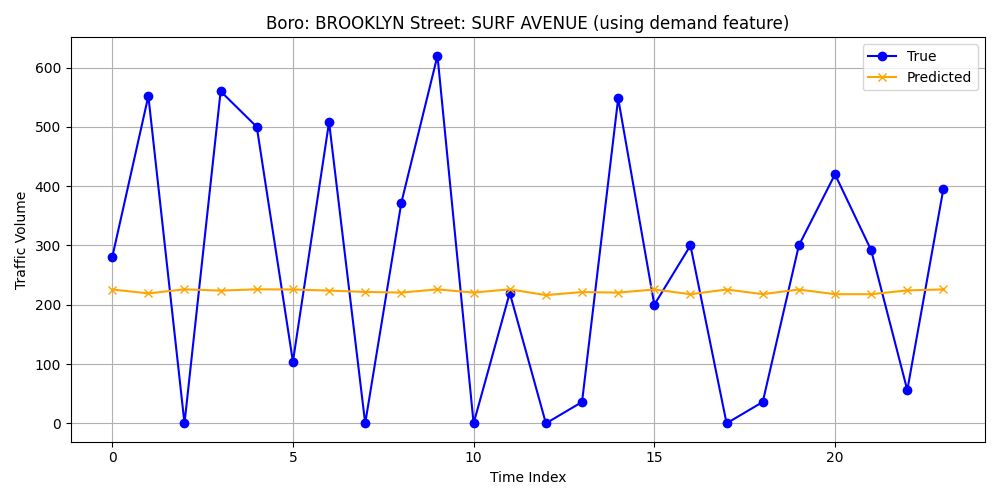 Boro: BROOKLYN Street: SURF AVENUE (using demand feature)
True
Predicted
Traffic Volume
600
500
400
300
200
100
0
0 5 10 15 20
Time Index